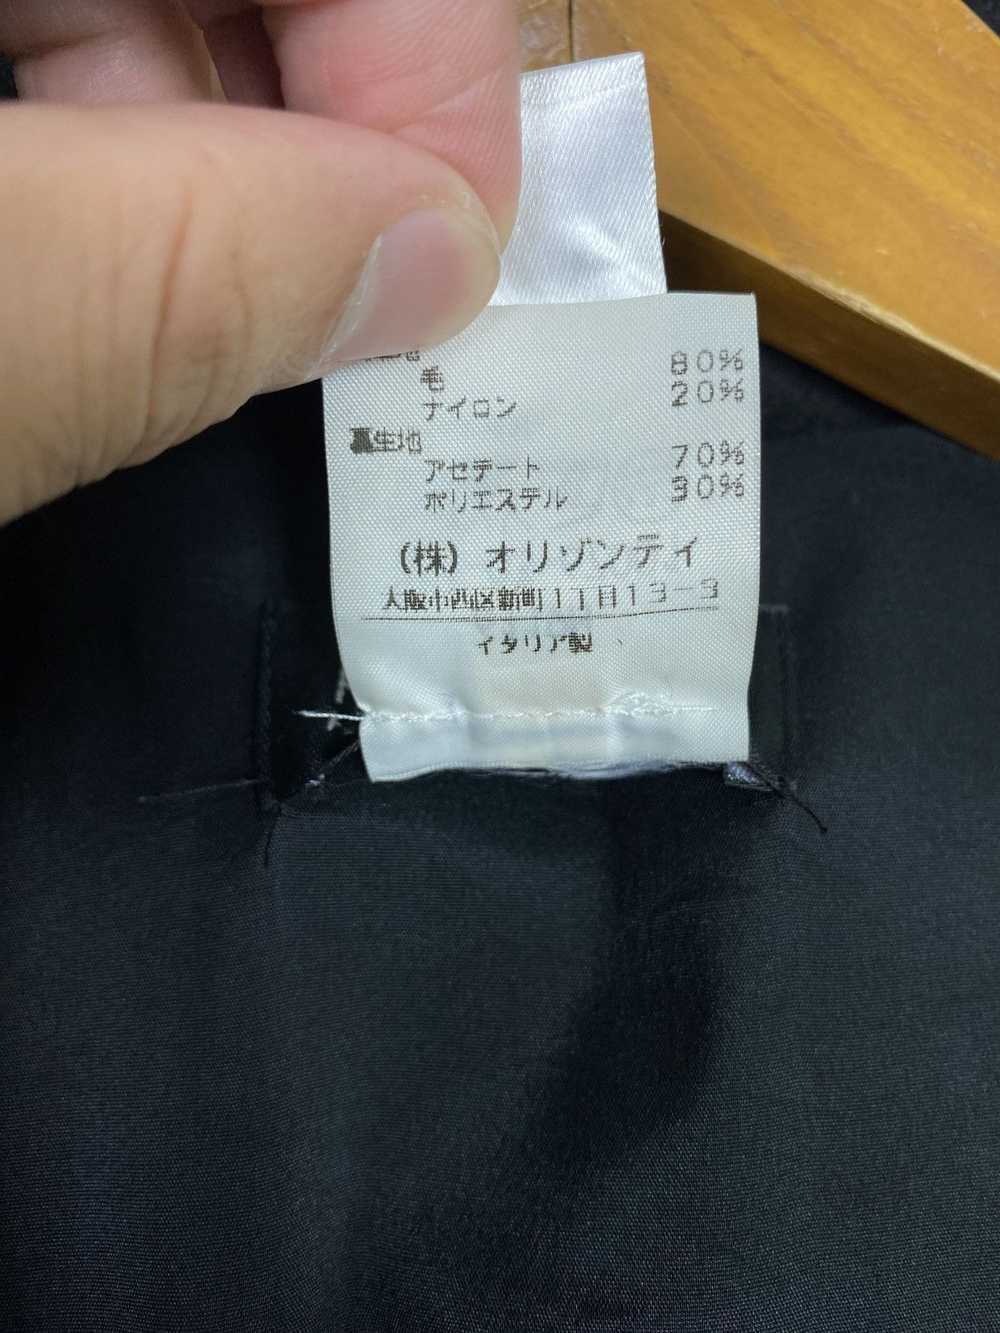 毛 80%
ナイロン 20%
裏生地
アセテート 70%
ポリエステル 30%
(株) オリゾンティ
大阪市西区新町1丁目13-3
イタリア製